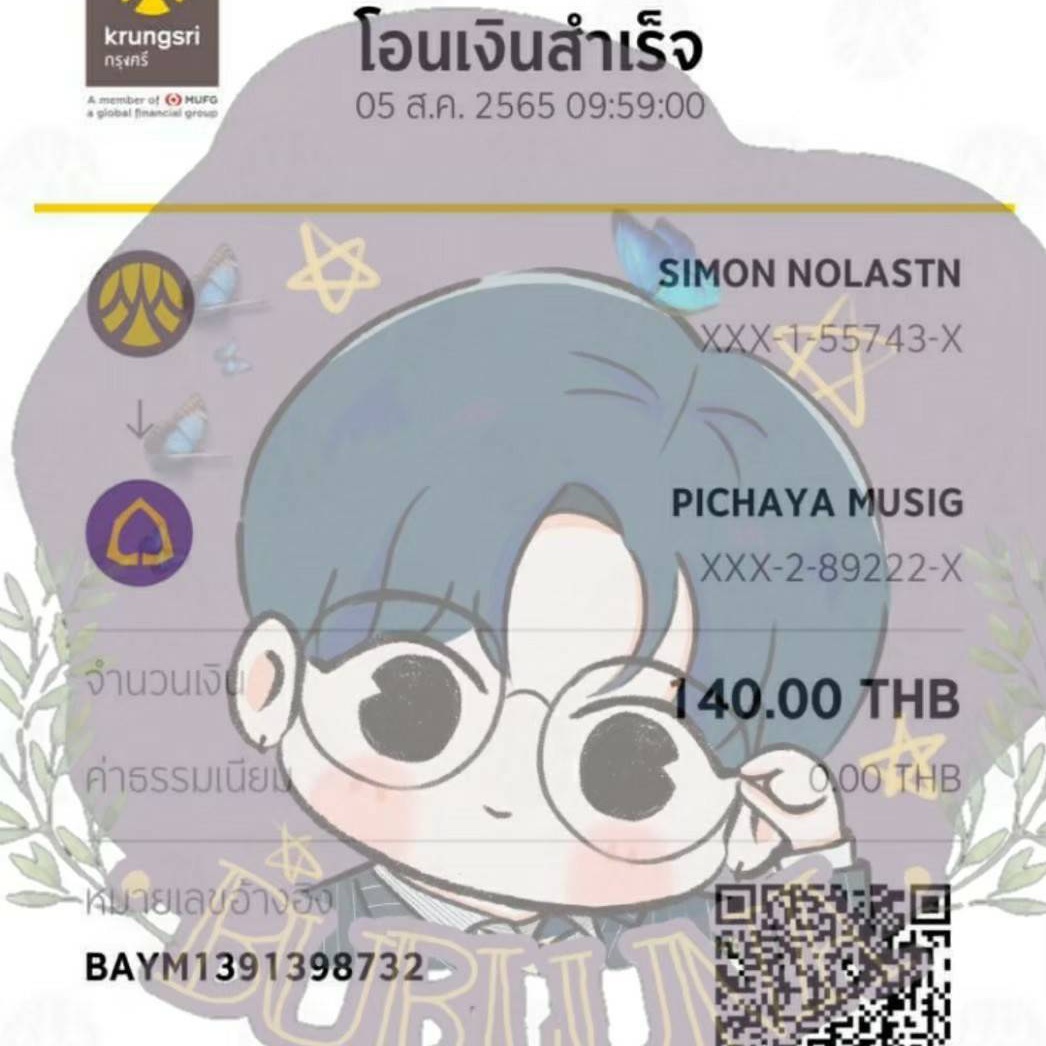 krungsri
กรุงศรี
A member of MUFG
a global financial group
โอนเงินสำเร็จ
05 ส.ค. 2565 09:59:00
SIMON NOLASTN
XXX-1-55743-X
PICHAYA MUSIG
XXX-2-89222-X
จำนวนเงิน
140.00 THB
ค่าธรรมเนียม
0.00 THB
หมายเลขอ้างอิง
BAYM1391398732